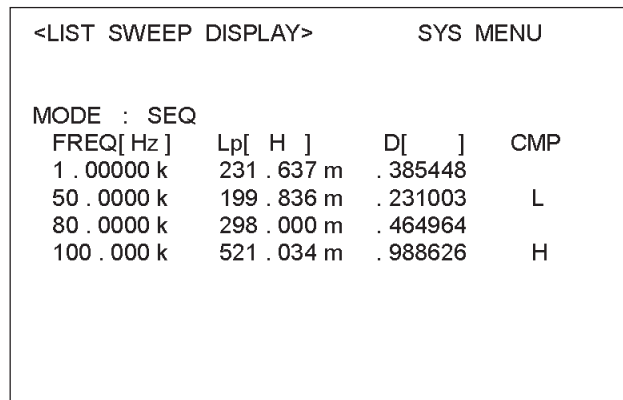 <LIST SWEEP DISPLAY> SYS MENU
MODE : SEQ
FREQ[ Hz ] Lp[ H ] D[ ] CMP
1 . 00000 k 231 . 637 m . 385448
50 . 0000 k 199 . 836 m . 231003 L
80 . 0000 k 298 . 000 m . 464964
100 . 000 k 521 . 034 m . 988626 H